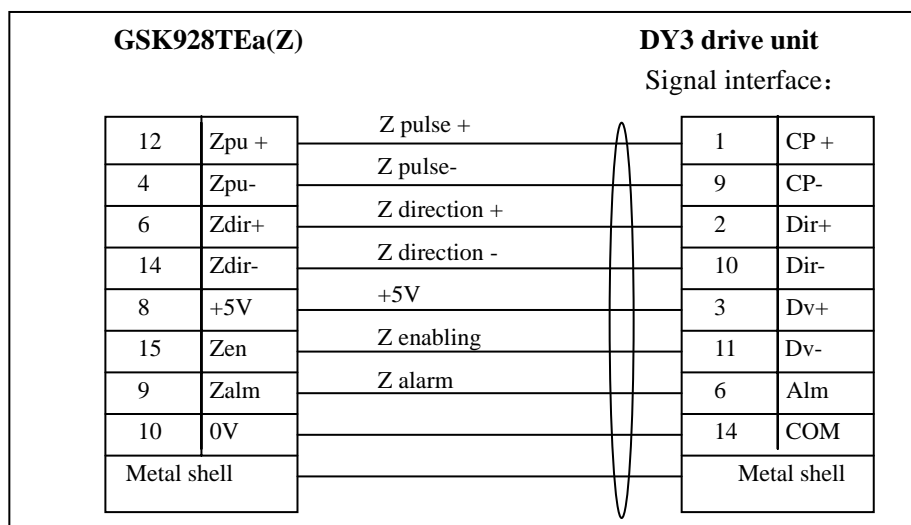 GSK928TEa(Z) DY3 drive unit
Signal interface：
12 Zpu + Z pulse + 1 CP +
4 Zpu- Z pulse- 9 CP-
6 Zdir+ Z direction + 2 Dir+
14 Zdir- Z direction - 10 Dir-
8 +5V +5V 3 Dv+
15 Zen Z enabling 11 Dv-
9 Zalm Z alarm 6 Alm
10 0V 14 COM
Metal shell Metal shell